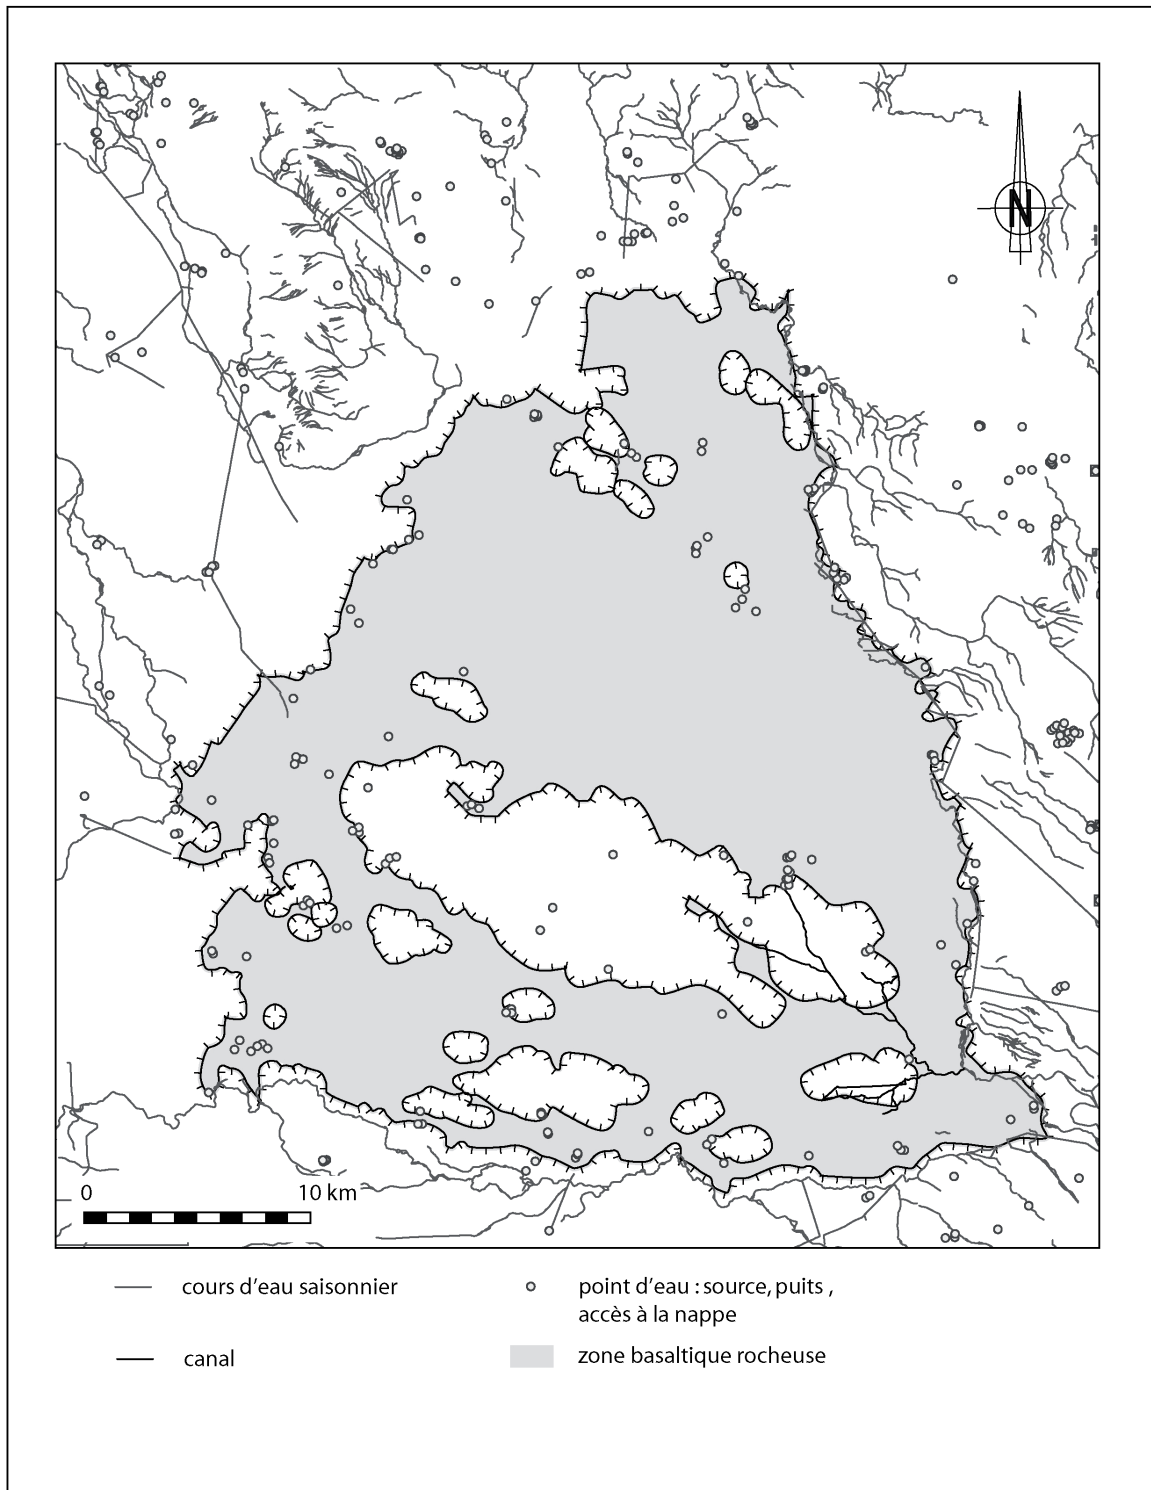 N
0 10 km
cours d'eau saisonnier
point d'eau : source, puits ,
accès à la nappe
canal
zone basaltique rocheuse